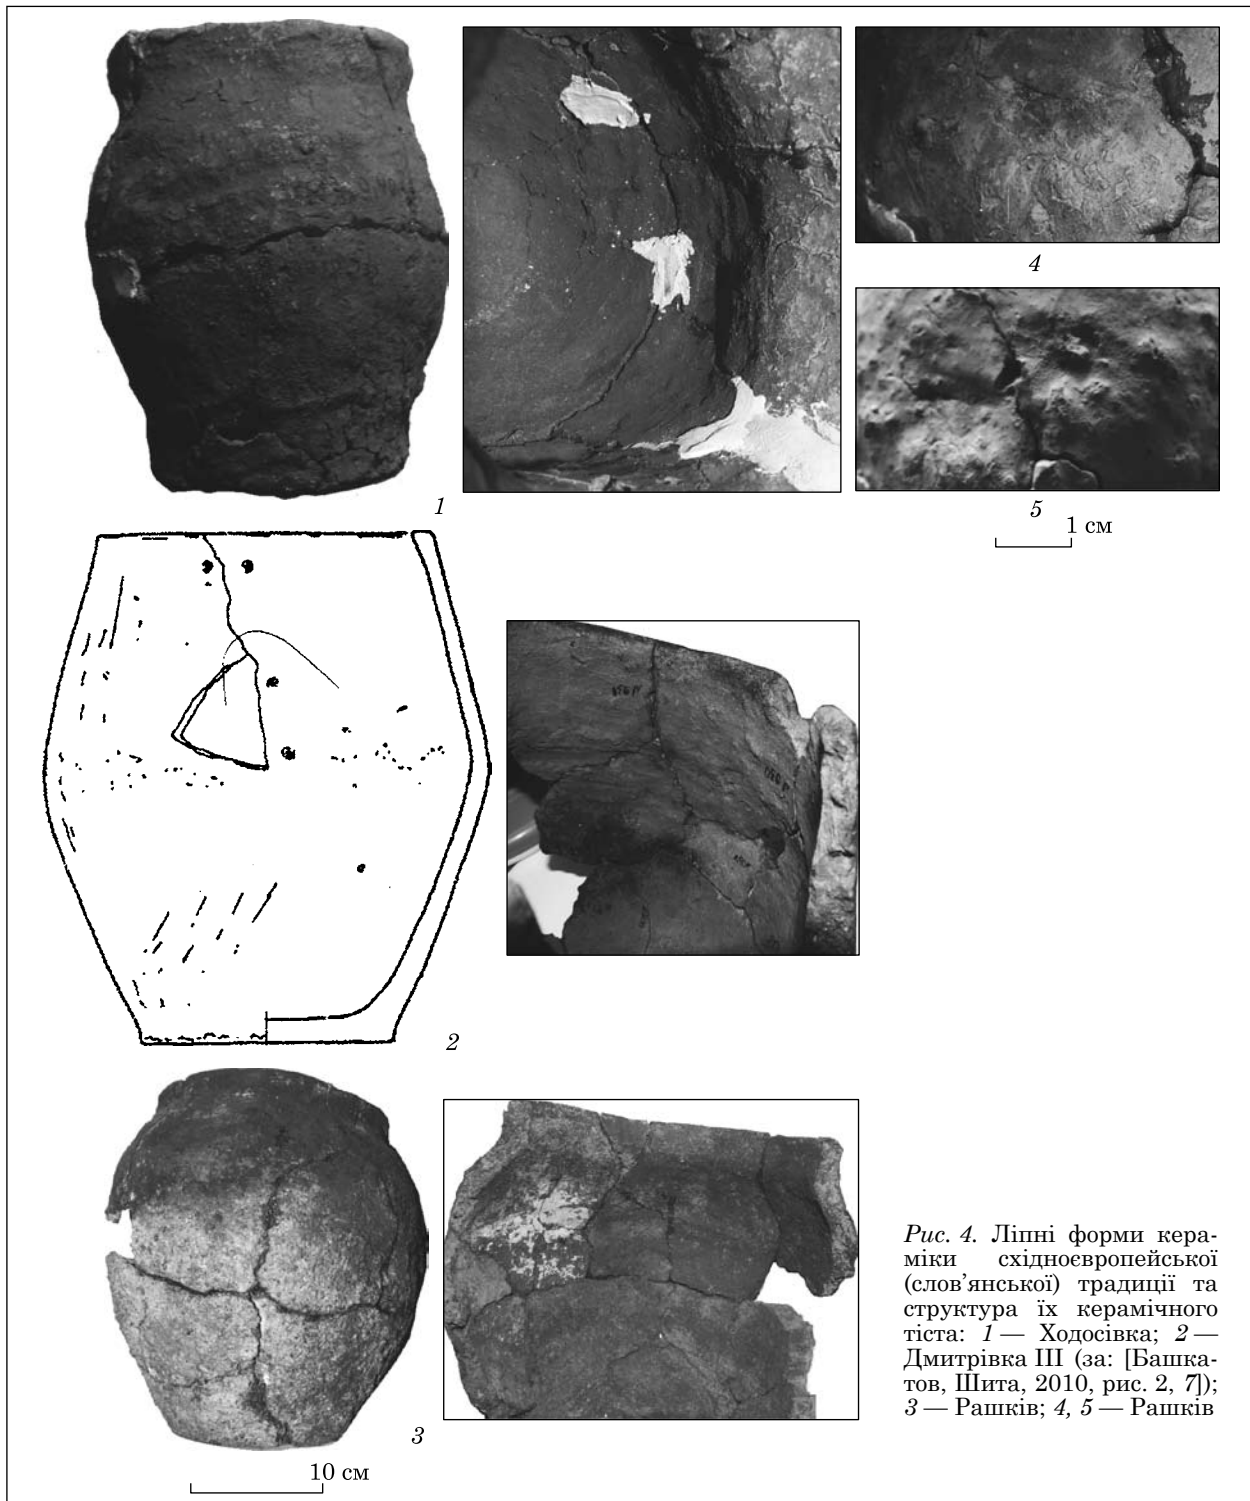 1
4
5
1 см
2
3
10 см
Рис. 4. Ліпні форми кера-
міки східноєвропейської
(слов’янської) традиції та
структура їх керамічного
тіста: 1 — Ходосівка; 2 —
Дмитрівка III (за: [Башка-
тов, Шита, 2010, рис. 2, 7]);
3 — Рашків; 4, 5 — Рашків